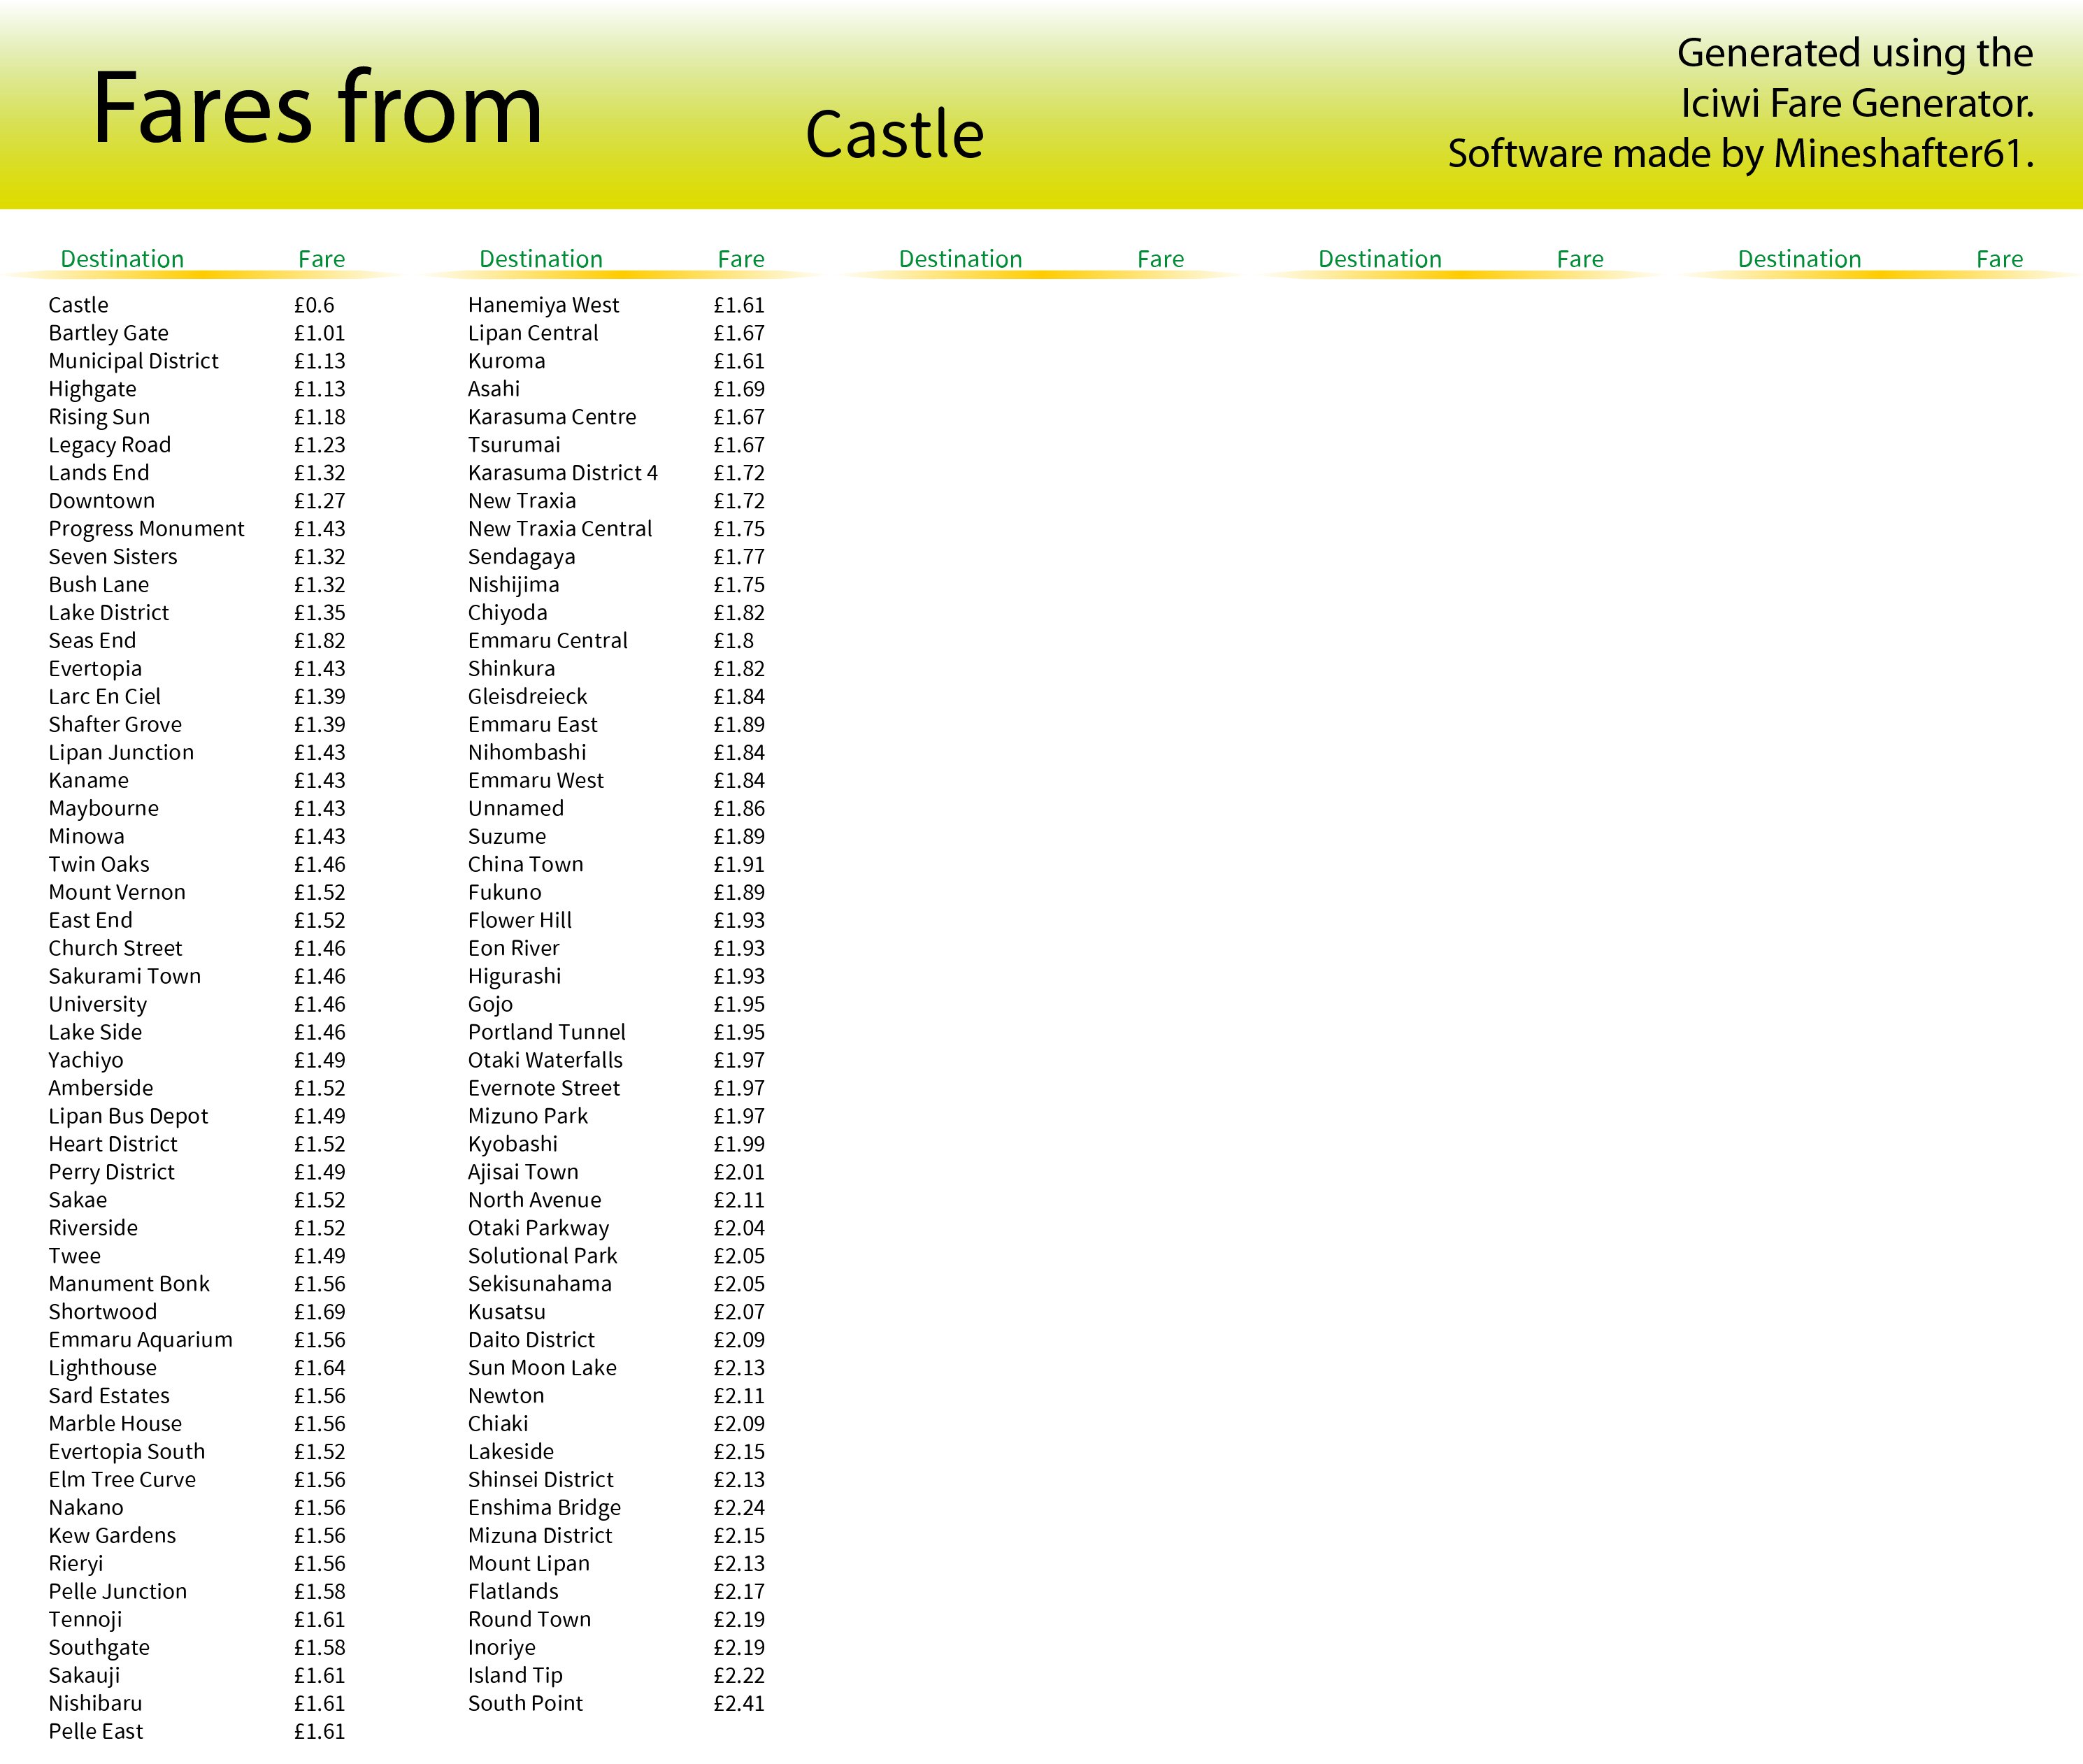 Fares from
Castle
Generated using the
Iciwi Fare Generator.
Software made by Mineshafter61.
Destination Fare Destination Fare Destination Fare Destination Fare Destination Fare
Castle £0.6
Bartley Gate £1.01
Municipal District £1.13
Highgate £1.13
Rising Sun £1.18
Legacy Road £1.23
Lands End £1.32
Downtown £1.27
Progress Monument £1.43
Seven Sisters £1.32
Bush Lane £1.32
Lake District £1.35
Seas End £1.82
Evertopia £1.43
Larc En Ciel £1.39
Shafter Grove £1.39
Lipan Junction £1.43
Kaname £1.43
Maybourne £1.43
Minowa £1.43
Twin Oaks £1.46
Mount Vernon £1.52
East End £1.52
Church Street £1.46
Sakurami Town £1.46
University £1.46
Lake Side £1.46
Yachiyo £1.49
Amberside £1.52
Lipan Bus Depot £1.49
Heart District £1.52
Perry District £1.49
Sakae £1.52
Riverside £1.52
Twee £1.49
Manument Bonk £1.56
Shortwood £1.69
Emmaru Aquarium £1.56
Lighthouse £1.64
Sard Estates £1.56
Marble House £1.56
Evertopia South £1.52
Elm Tree Curve £1.56
Nakano £1.56
Kew Gardens £1.56
Rieryi £1.56
Pelle Junction £1.58
Tennoji £1.61
Southgate £1.58
Sakauji £1.61
Nishibaru £1.61
Pelle East £1.61
Hanemiya West £1.61
Lipan Central £1.67
Kuroma £1.61
Asahi £1.69
Karasuma Centre £1.67
Tsurumai £1.67
Karasuma District 4 £1.72
New Traxia £1.72
New Traxia Central £1.75
Sendagaya £1.77
Nishijima £1.75
Chiyoda £1.82
Emmaru Central £1.8
Shinkura £1.82
Gleisdreieck £1.84
Emmaru East £1.89
Nihombashi £1.84
Emmaru West £1.84
Unnamed £1.86
Suzume £1.89
China Town £1.91
Fukuno £1.89
Flower Hill £1.93
Eon River £1.93
Higurashi £1.93
Gojo £1.95
Portland Tunnel £1.95
Otaki Waterfalls £1.97
Evernote Street £1.97
Mizuno Park £1.97
Kyobashi £1.99
Ajisai Town £2.01
North Avenue £2.11
Otaki Parkway £2.04
Solutional Park £2.05
Sekisunahama £2.05
Kusatsu £2.07
Daito District £2.09
Sun Moon Lake £2.13
Newton £2.11
Chiaki £2.09
Lakeside £2.15
Shinsei District £2.13
Enshima Bridge £2.24
Mizuna District £2.15
Mount Lipan £2.13
Flatlands £2.17
Round Town £2.19
Inoriye £2.19
Island Tip £2.22
South Point £2.41